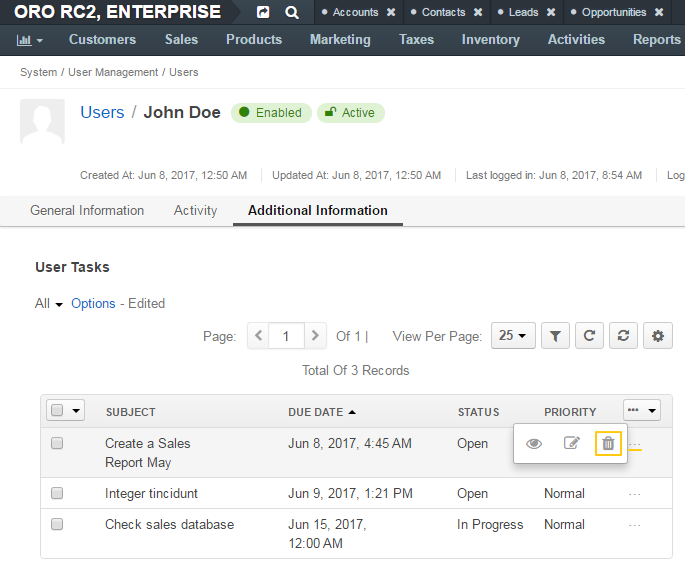 ORO RC2, ENTERPRISE
Accounts
Contacts
Leads
Opportunities
Customers Sales Products Marketing Taxes Inventory Activities Reports
System / User Management / Users
Users / John Doe Enabled Active
Created At: Jun 8, 2017, 12:50 AM Updated At: Jun 8, 2017, 12:50 AM Last logged in: Jun 8, 2017, 8:54 AM Log
General Information Activity Additional Information
User Tasks
All Options - Edited
Page: 1 Of 1 | View Per Page: 25
Total Of 3 Records
SUBJECT DUE DATE STATUS PRIORITY
Create a Sales Report May Jun 8, 2017, 4:45 AM Open
Integer tincidunt Jun 9, 2017, 1:21 PM Open Normal
Check sales database Jun 15, 2017, 12:00 AM In Progress Normal